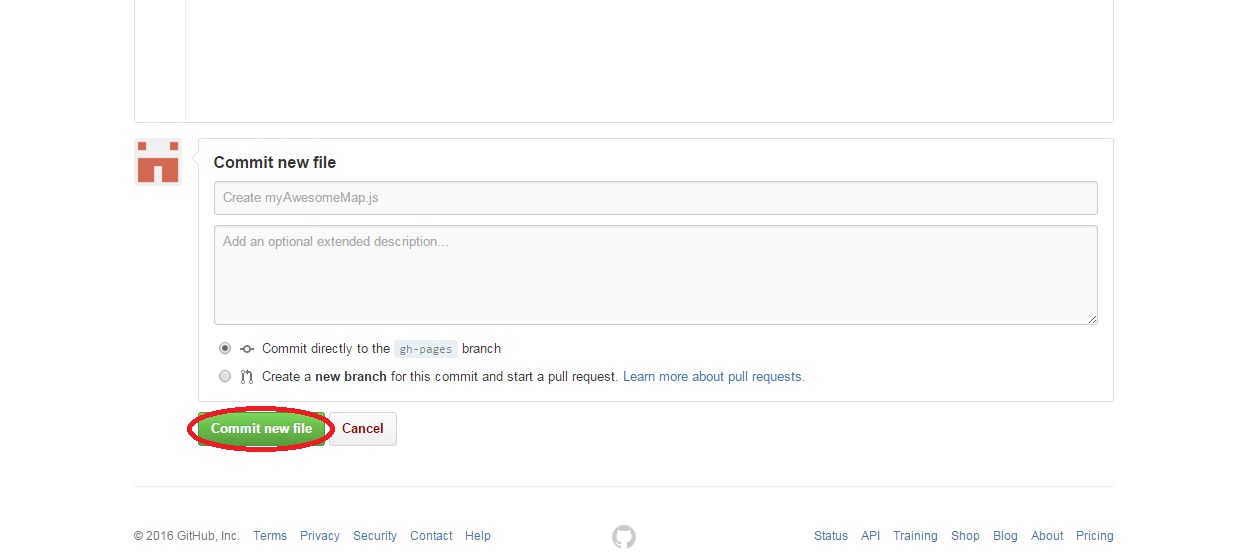 Commit new file
Create myAwesomeMap.js
Add an optional extended description...
Commit directly to the gh-pages branch
Create a new branch for this commit and start a pull request. Learn more about pull requests.
Commit new file Cancel
© 2016 GitHub, Inc. Terms Privacy Security Contact Help Status API Training Shop Blog About Pricing